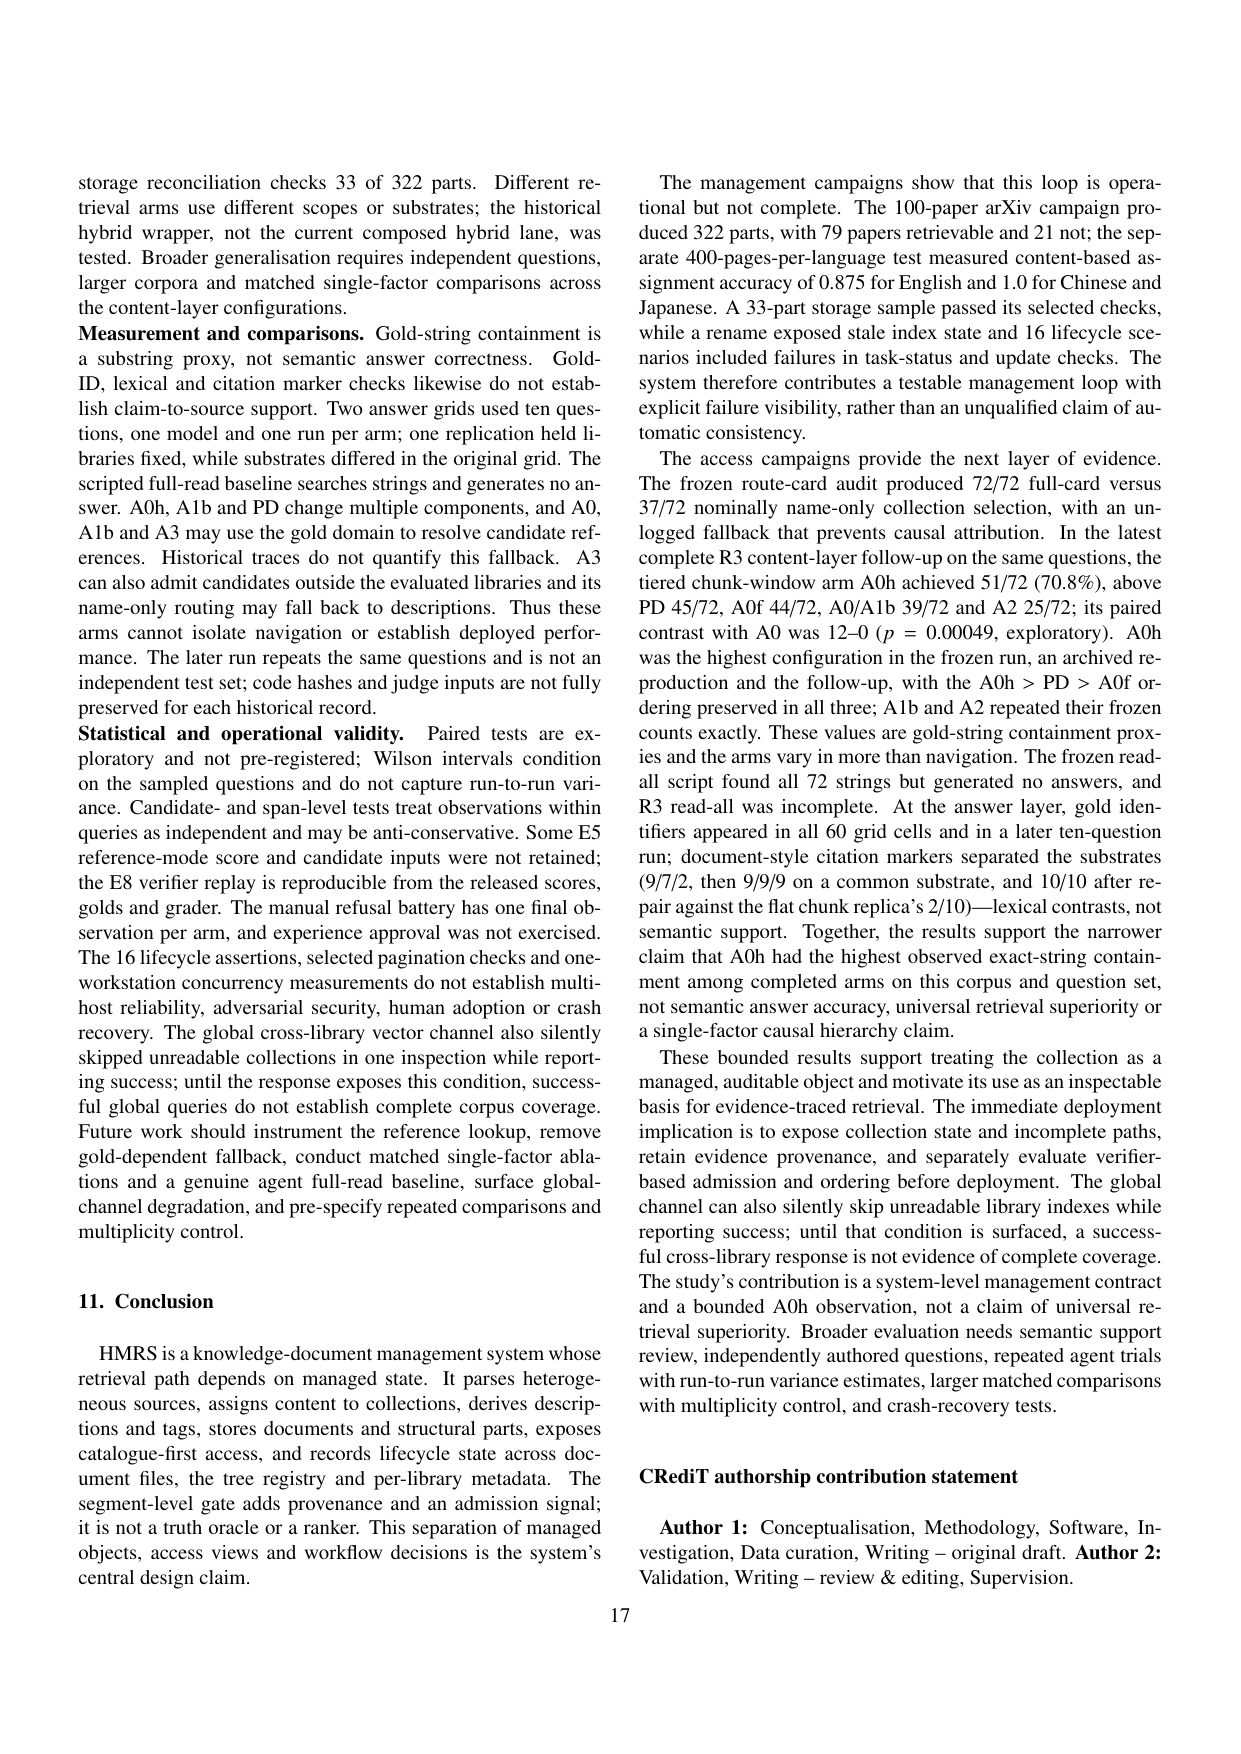 storage reconciliation checks 33 of 322 parts. Different re-
trieval arms use different scopes or substrates; the historical
hybrid wrapper, not the current composed hybrid lane, was
tested. Broader generalisation requires independent questions,
larger corpora and matched single-factor comparisons across
the content-layer configurations.
Measurement and comparisons. Gold-string containment is
a substring proxy, not semantic answer correctness. Gold-
ID, lexical and citation marker checks likewise do not estab-
lish claim-to-source support. Two answer grids used ten ques-
tions, one model and one run per arm; one replication held li-
braries fixed, while substrates differed in the original grid. The
scripted full-read baseline searches strings and generates no an-
swer. A0h, A1b and PD change multiple components, and A0,
A1b and A3 may use the gold domain to resolve candidate ref-
erences. Historical traces do not quantify this fallback. A3
can also admit candidates outside the evaluated libraries and its
name-only routing may fall back to descriptions. Thus these
arms cannot isolate navigation or establish deployed perfor-
mance. The later run repeats the same questions and is not an
independent test set; code hashes and judge inputs are not fully
preserved for each historical record.
Statistical and operational validity. Paired tests are ex-
ploratory and not pre-registered; Wilson intervals condition
on the sampled questions and do not capture run-to-run vari-
ance. Candidate- and span-level tests treat observations within
queries as independent and may be anti-conservative. Some E5
reference-mode score and candidate inputs were not retained;
the E8 verifier replay is reproducible from the released scores,
golds and grader. The manual refusal battery has one final ob-
servation per arm, and experience approval was not exercised.
The 16 lifecycle assertions, selected pagination checks and one-
workstation concurrency measurements do not establish multi-
host reliability, adversarial security, human adoption or crash
recovery. The global cross-library vector channel also silently
skipped unreadable collections in one inspection while report-
ing success; until the response exposes this condition, success-
ful global queries do not establish complete corpus coverage.
Future work should instrument the reference lookup, remove
gold-dependent fallback, conduct matched single-factor abla-
tions and a genuine agent full-read baseline, surface global-
channel degradation, and pre-specify repeated comparisons and
multiplicity control.
11. Conclusion
HMRS is a knowledge-document management system whose
retrieval path depends on managed state. It parses heteroge-
neous sources, assigns content to collections, derives descrip-
tions and tags, stores documents and structural parts, exposes
catalogue-first access, and records lifecycle state across doc-
ument files, the tree registry and per-library metadata. The
segment-level gate adds provenance and an admission signal;
it is not a truth oracle or a ranker. This separation of managed
objects, access views and workflow decisions is the system's
central design claim.
The management campaigns show that this loop is opera-
tional but not complete. The 100-paper arXiv campaign pro-
duced 322 parts, with 79 papers retrievable and 21 not; the sep-
arate 400-pages-per-language test measured content-based as-
signment accuracy of 0.875 for English and 1.0 for Chinese and
Japanese. A 33-part storage sample passed its selected checks,
while a rename exposed stale index state and 16 lifecycle sce-
narios included failures in task-status and update checks. The
system therefore contributes a testable management loop with
explicit failure visibility, rather than an unqualified claim of au-
tomatic consistency.
The access campaigns provide the next layer of evidence.
The frozen route-card audit produced 72/72 full-card versus
37/72 nominally name-only collection selection, with an un-
logged fallback that prevents causal attribution. In the latest
complete R3 content-layer follow-up on the same questions, the
tiered chunk-window arm A0h achieved 51/72 (70.8%), above
PD 45/72, A0f 44/72, A0/A1b 39/72 and A2 25/72; its paired
contrast with A0 was 12–0 (p = 0.00049, exploratory). A0h
was the highest configuration in the frozen run, an archived re-
production and the follow-up, with the A0h > PD > A0f or-
dering preserved in all three; A1b and A2 repeated their frozen
counts exactly. These values are gold-string containment prox-
ies and the arms vary in more than navigation. The frozen read-
all script found all 72 strings but generated no answers, and
R3 read-all was incomplete. At the answer layer, gold iden-
tifiers appeared in all 60 grid cells and in a later ten-question
run; document-style citation markers separated the substrates
(9/7/2, then 9/9/9 on a common substrate, and 10/10 after re-
pair against the flat chunk replica's 2/10)—lexical contrasts, not
semantic support. Together, the results support the narrower
claim that A0h had the highest observed exact-string contain-
ment among completed arms on this corpus and question set,
not semantic answer accuracy, universal retrieval superiority or
a single-factor causal hierarchy claim.
These bounded results support treating the collection as a
managed, auditable object and motivate its use as an inspectable
basis for evidence-traced retrieval. The immediate deployment
implication is to expose collection state and incomplete paths,
retain evidence provenance, and separately evaluate verifier-
based admission and ordering before deployment. The global
channel can also silently skip unreadable library indexes while
reporting success; until that condition is surfaced, a success-
ful cross-library response is not evidence of complete coverage.
The study's contribution is a system-level management contract
and a bounded A0h observation, not a claim of universal re-
trieval superiority. Broader evaluation needs semantic support
review, independently authored questions, repeated agent trials
with run-to-run variance estimates, larger matched comparisons
with multiplicity control, and crash-recovery tests.
CRediT authorship contribution statement
Author 1: Conceptualisation, Methodology, Software, In-
vestigation, Data curation, Writing – original draft. Author 2:
Validation, Writing – review & editing, Supervision.
17